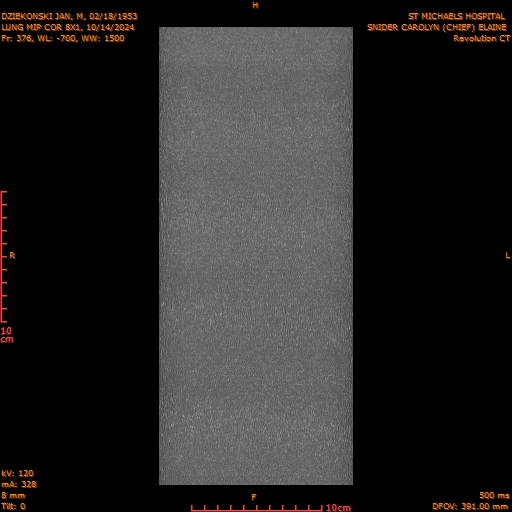 H
DZIEKONSKI JAN, M, 02/18/1953
LUNG MIP COR 8X1, 10/14/2024
Fr: 376, WL: -700, WW: 1500
ST MICHAELS HOSPITAL
SNIDER CAROLYN (CHIEF) ELAINE
Revolution CT
R
L
10
cm
kV: 120
mA: 328
8 mm
Tilt: 0
F
10cm
500 ms
DFOV: 391.00 mm